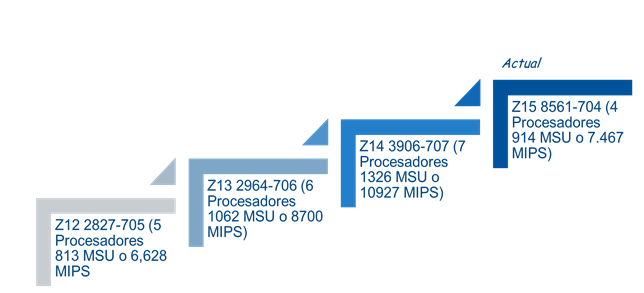 Actual
Z15 8561-704 (4
Procesadores
914 MSU o 7.467
MIPS)
Z14 3906-707 (7
Procesadores
1326 MSU o
10927 MIPS)
Z13 2964-706 (6
Procesadores
1062 MSU o 8700
MIPS)
Z12 2827-705 (5
Procesadores
813 MSU o 6,628
MIPS